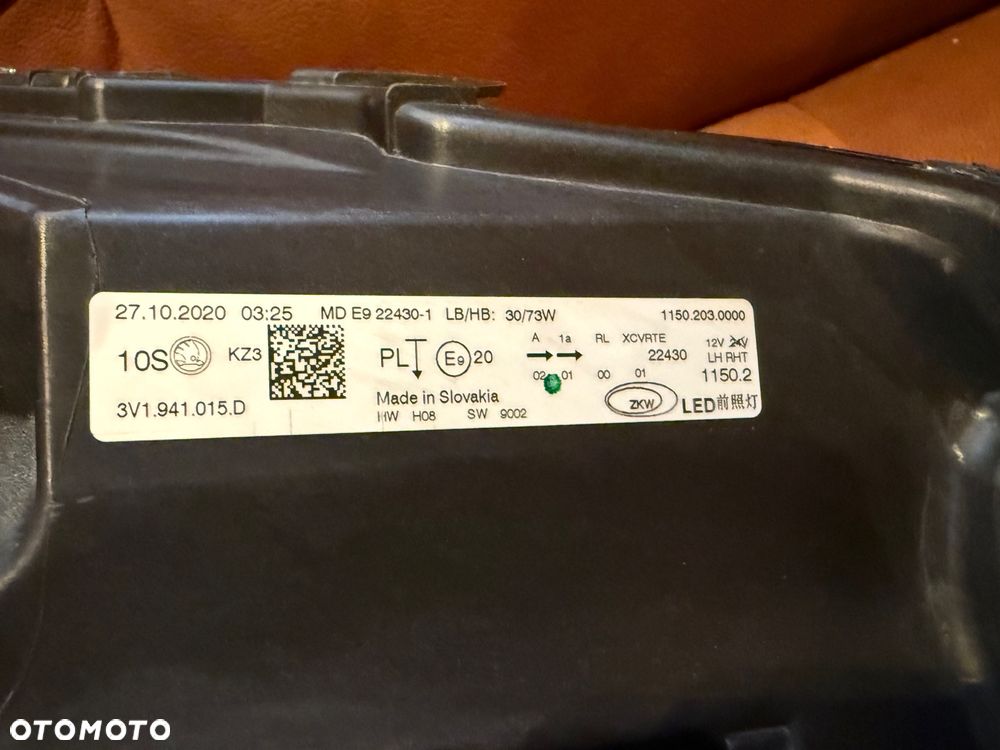 27.10.2020 03:25 MD E9 22430-1 LB/HB: 30/73W 1150.203.0000
10S KZ3 PL E9 20 A 1a RL XCVRTE 12V 24V
22430 LH RHT
02 01 00 01 1150.2
3V1.941.015.D Made in Slovakia ZKW LED前照灯
HW H08 SW 9002
OTOMOTO